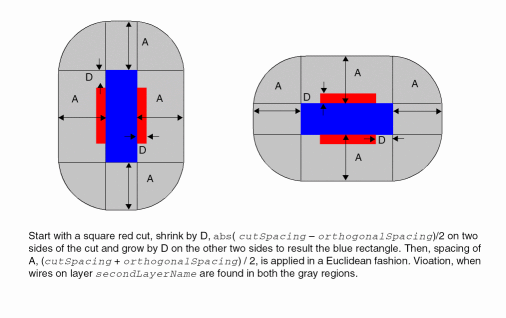 A
D
A
A
D
A
A
A
D
A
A
D
A
Start with a square red cut, shrink by D, abs( cutSpacing − orthogonalSpacing)/2 on two
sides of the cut and grow by D on the other two sides to result the blue rectangle. Then, spacing of
A, (cutSpacing + orthogonalSpacing) / 2, is applied in a Euclidean fashion. Vioation, when
wires on layer secondLayerName are found in both the gray regions.